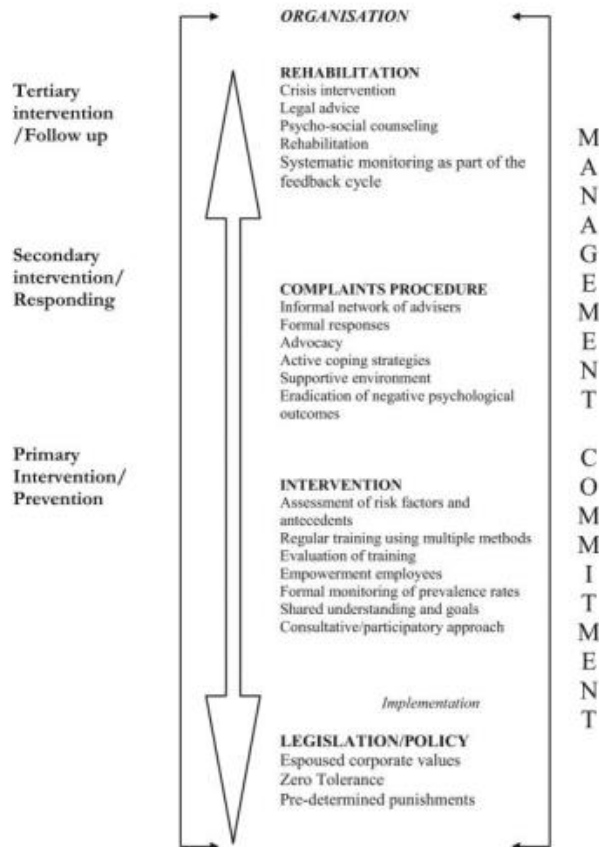 ORGANISATION
Tertiary
intervention
/Follow up
REHABILITATION
Crisis intervention
Legal advice
Psycho-social counseling
Rehabilitation
Systematic monitoring as part of the
feedback cycle
Secondary
intervention/
Responding
COMPLAINTS PROCEDURE
Informal network of advisers
Formal responses
Advocacy
Active coping strategies
Supportive environment
Eradication of negative psychological
outcomes
Primary
Intervention/
Prevention
INTERVENTION
Assessment of risk factors and
antecedents
Regular training using multiple methods
Evaluation of training
Empowerment employees
Formal monitoring of prevalence rates
Shared understanding and goals
Consultative/participatory approach
Implementation
LEGISLATION/POLICY
Espoused corporate values
Zero Tolerance
Pre-determined punishments
MANAGEMENT COMMITMENT